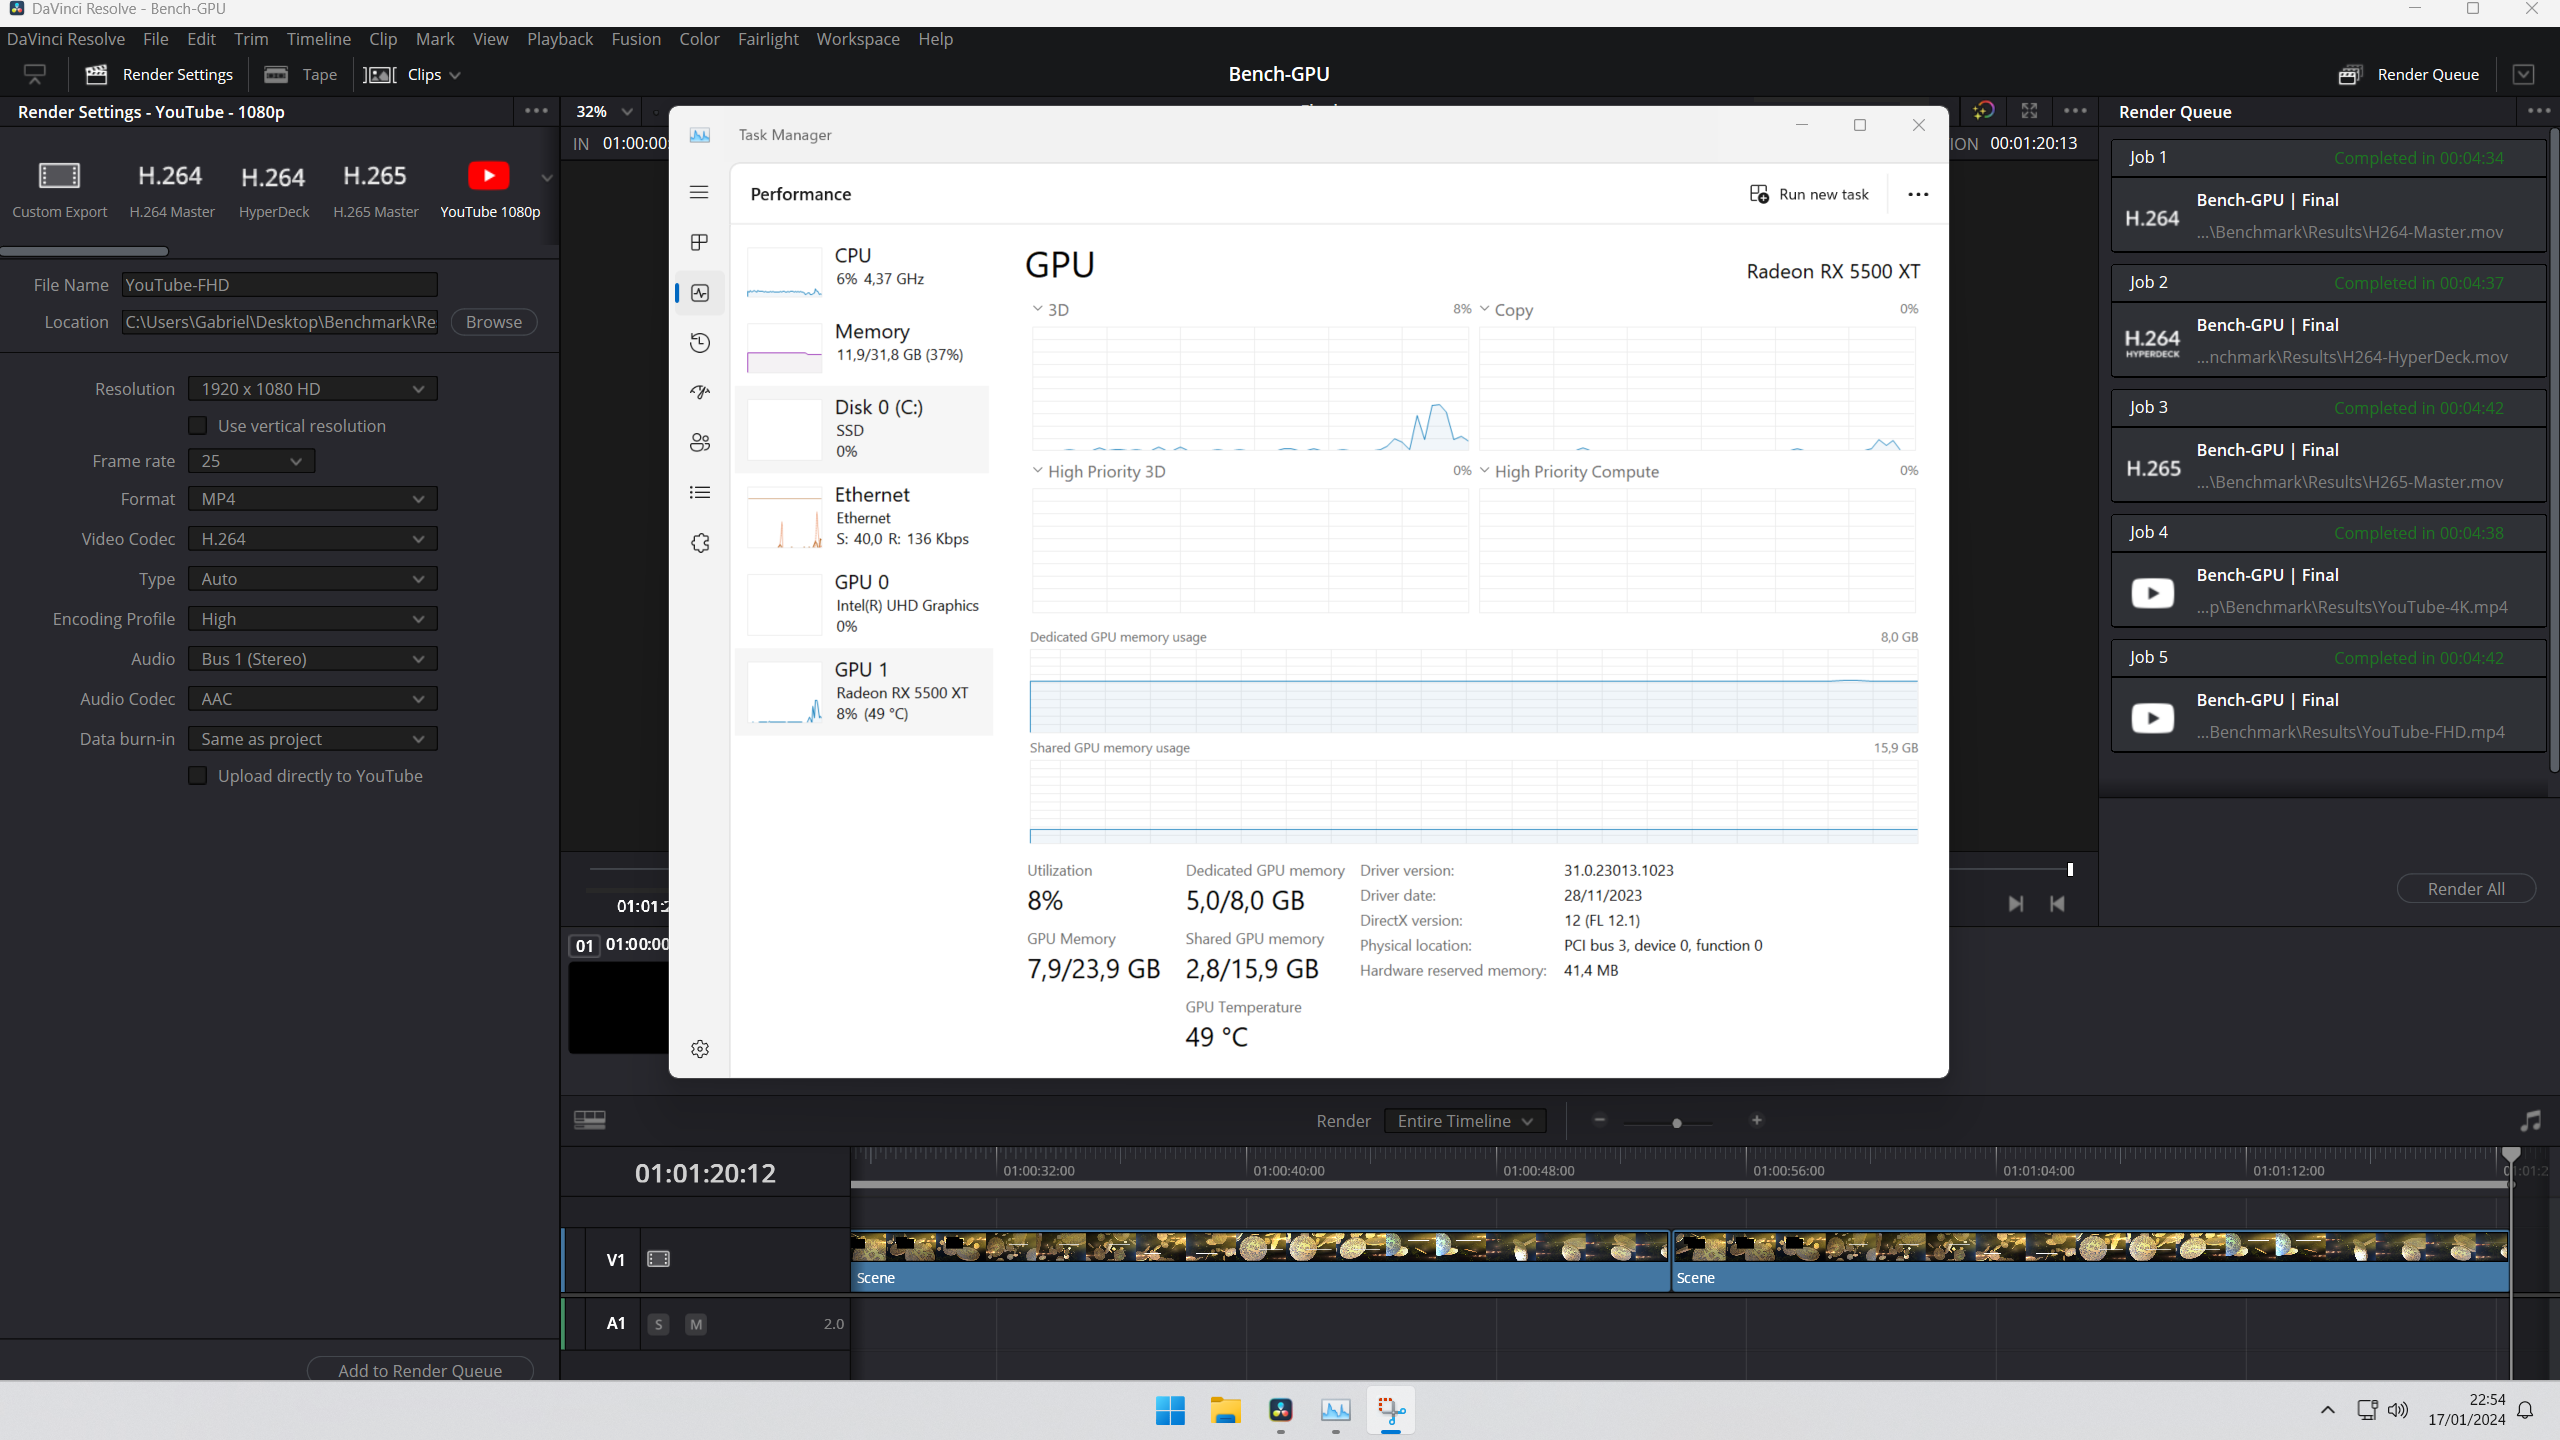 DaVinci Resolve - Bench-GPU
DaVinci Resolve File Edit Trim Timeline Clip Mark View Playback Fusion Color Fairlight Workspace Help
Render Settings Tape Clips
Bench-GPU
Render Queue
Render Settings - YouTube - 1080p
32%
Render Queue
IN 01:00:00:
ION 00:01:20:13
H.264 H.264 H.265
Custom Export H.264 Master HyperDeck H.265 Master YouTube 1080p
File Name YouTube-FHD
Location C:\Users\Gabriel\Desktop\Benchmark\Re Browse
Resolution 1920 x 1080 HD
Use vertical resolution
Frame rate 25
Format MP4
Video Codec H.264
Type Auto
Encoding Profile High
Audio Bus 1 (Stereo)
Audio Codec AAC
Data burn-in Same as project
Upload directly to YouTube
Add to Render Queue
Task Manager
Performance
Run new task
CPU
6% 4,37 GHz
Memory
11,9/31,8 GB (37%)
Disk 0 (C:)
SSD
0%
Ethernet
Ethernet
S: 40,0 R: 136 Kbps
GPU 0
Intel(R) UHD Graphics
0%
GPU 1
Radeon RX 5500 XT
8% (49 °C)
GPU
Radeon RX 5500 XT
3D 8% Copy 0%
High Priority 3D 0% High Priority Compute 0%
Dedicated GPU memory usage 8,0 GB
Shared GPU memory usage 15,9 GB
Utilization
8%
GPU Memory
7,9/23,9 GB
Dedicated GPU memory
5,0/8,0 GB
Shared GPU memory
2,8/15,9 GB
GPU Temperature
49 °C
Driver version: 31.0.23013.1023
Driver date: 28/11/2023
DirectX version: 12 (FL 12.1)
Physical location: PCI bus 3, device 0, function 0
Hardware reserved memory: 41,4 MB
Job 1 Completed in 00:04:34
Bench-GPU | Final
H.264
...\Benchmark\Results\H264-Master.mov
Job 2 Completed in 00:04:37
Bench-GPU | Final
H.264
HYPERDECK
...nchmark\Results\H264-HyperDeck.mov
Job 3 Completed in 00:04:42
Bench-GPU | Final
H.265
...\Benchmark\Results\H265-Master.mov
Job 4 Completed in 00:04:38
Bench-GPU | Final
...p\Benchmark\Results\YouTube-4K.mp4
Job 5 Completed in 00:04:42
Bench-GPU | Final
...Benchmark\Results\YouTube-FHD.mp4
Render All
01:01:2
01 01:00:00
Render Entire Timeline
01:01:20:12
01:00:32:00 01:00:40:00 01:00:48:00 01:00:56:00 01:01:04:00 01:01:12:00 01:01:2
V1
Scene Scene
A1 S M 2.0
22:54
17/01/2024